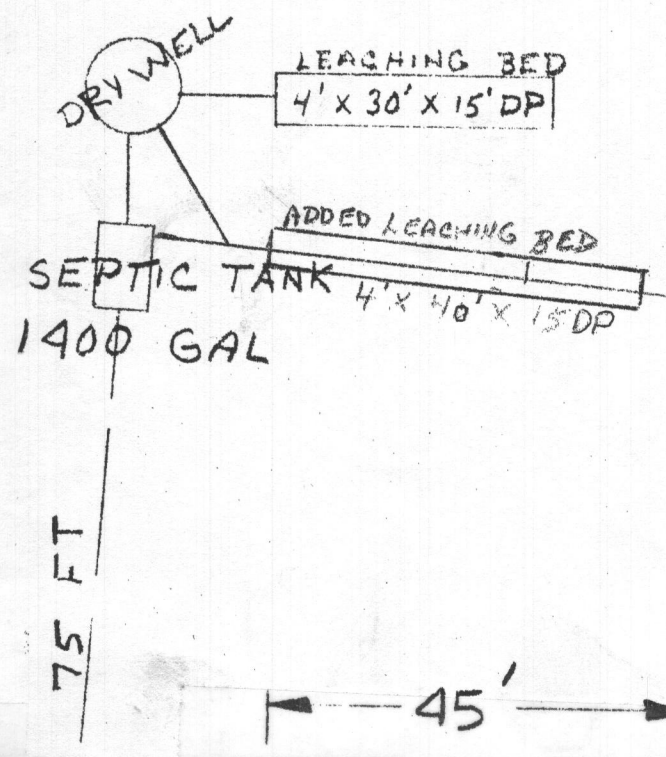 DRY WELL
LEACHING BED
4' X 30' X 15' DP
ADDED LEACHING BED
4' X 40' X 15 DP
SEPTIC TANK
1400 GAL
75 FT
45'